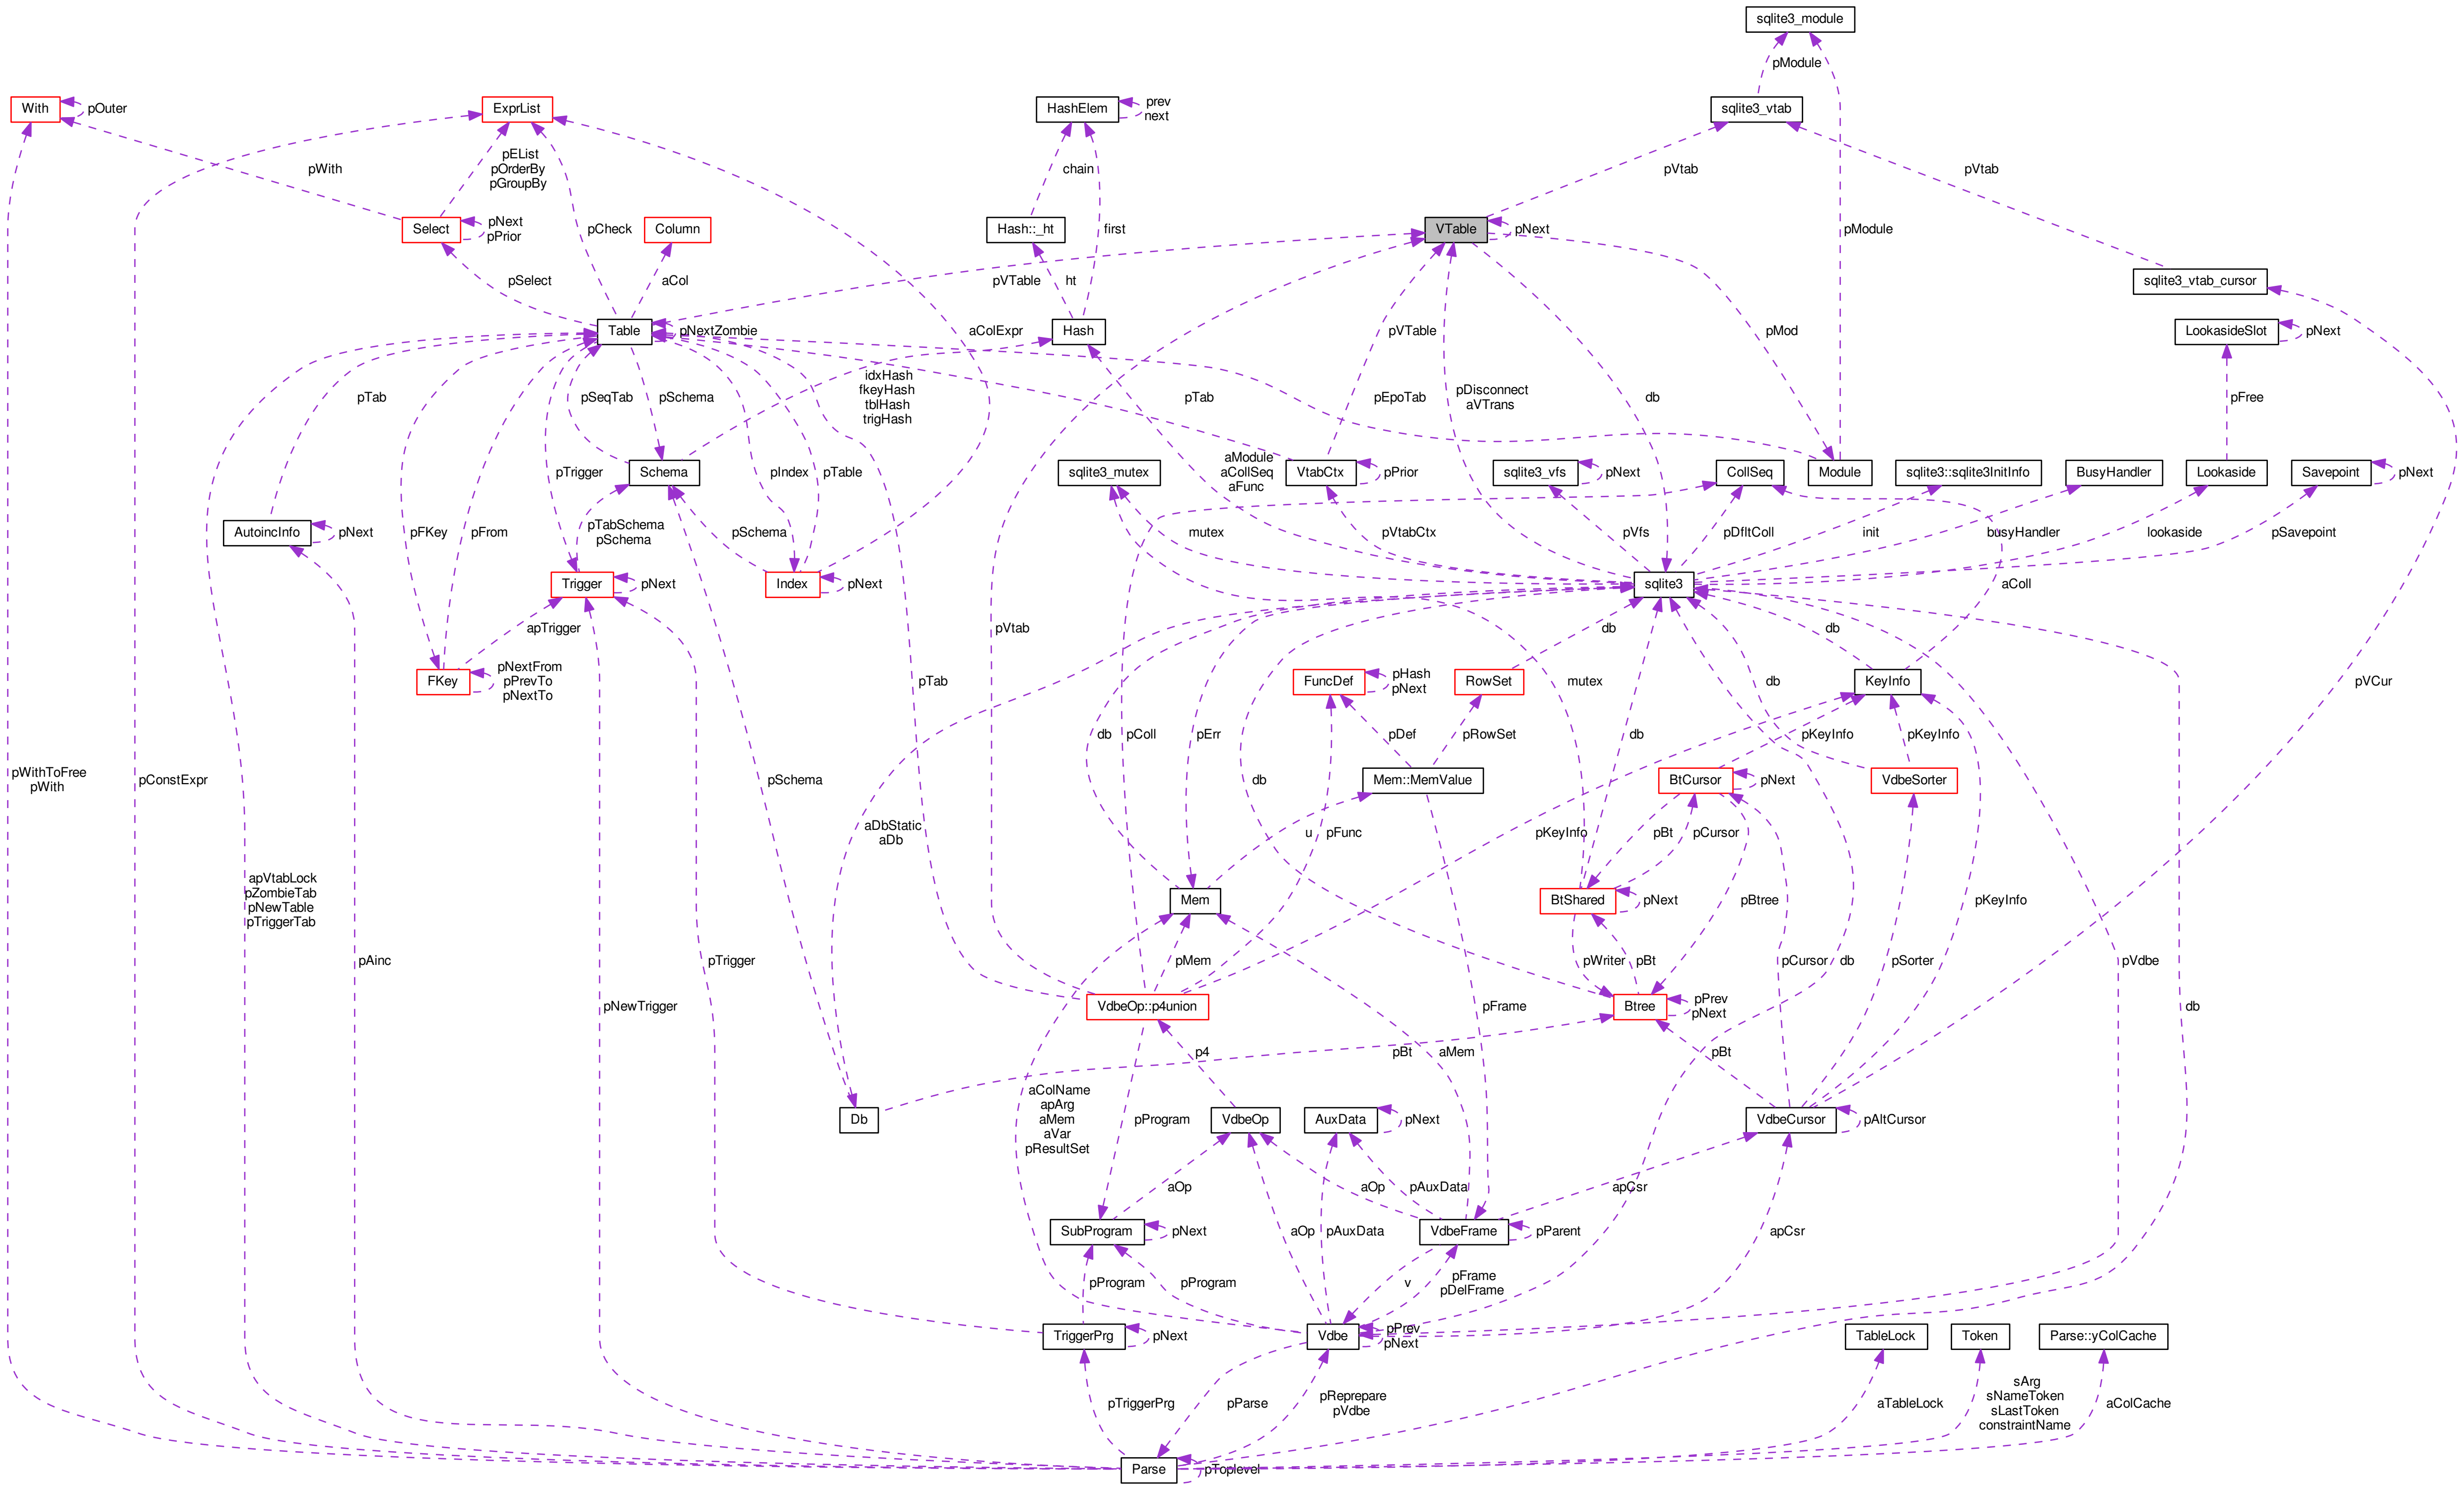 sqlite3_module
pModule
With
pOuter
ExprList
HashElem
prev
next
sqlite3_vtab
pWith
pEList
pOrderBy
pGroupBy
chain
pVtab
pVtab
Select
pNext
pPrior
pCheck
Column
Hash::_ht
first
VTable
pNext
pModule
pSelect
aCol
pVTable
ht
sqlite3_vtab_cursor
Table
pNextZombie
aColExpr
Hash
pVTable
pMod
LookasideSlot
pNext
pTab
pSeqTab
pSchema
idxHash
fkeyHash
tblHash
trigHash
pTab
pEpoTab
pDisconnect
aVTrans
db
pFree
pTrigger
pIndex
pTable
Schema
aModule
aCollSeq
aFunc
sqlite3_mutex
VtabCtx
pPrior
sqlite3_vfs
pNext
CollSeq
Module
sqlite3::sqlite3InitInfo
BusyHandler
Lookaside
Savepoint
pNext
AutoincInfo
pNext
pFKey
pFrom
pTabSchema
pSchema
pSchema
mutex
pVtabCtx
pVfs
pDfltColl
init
busyHandler
lookaside
pSavepoint
Trigger
pNext
Index
pNext
sqlite3
aColl
apTrigger
pVtab
db
db
FKey
pNextFrom
pPrevTo
pNextTo
pTab
FuncDef
pHash
pNext
RowSet
mutex
db
KeyInfo
pVCur
db
pErr
pColl
pDef
pRowSet
db
pKeyInfo
pKeyInfo
pWithToFree
pWith
pConstExpr
pSchema
db
Mem::MemValue
BtCursor
pNext
VdbeSorter
aDbStatic
aDb
u
pFunc
pKeyInfo
pBt
pCursor
apVtabLock
pZombieTab
pNewTable
pTriggerTab
Mem
BtShared
pNext
pBtree
pKeyInfo
pAinc
pTrigger
pMem
pWriter
pBt
pCursor
pSorter
db
pVdbe
pNewTrigger
VdbeOp::p4union
pFrame
Btree
pPrev
pNext
db
p4
pBt
aMem
pBt
aColName
apArg
aMem
aVar
pResultSet
Db
pProgram
VdbeOp
AuxData
pNext
VdbeCursor
pAltCursor
aOp
aOp
pAuxData
apCsr
SubProgram
pNext
aOp
pAuxData
VdbeFrame
pParent
apCsr
pProgram
pProgram
v
pFrame
pDelFrame
TriggerPrg
pNext
Vdbe
pPrev
pNext
TableLock
Token
Parse::yColCache
pTriggerPrg
pParse
pReprepare
pVdbe
aTableLock
sArg
sNameToken
sLastToken
constraintName
aColCache
Parse
pToplevel